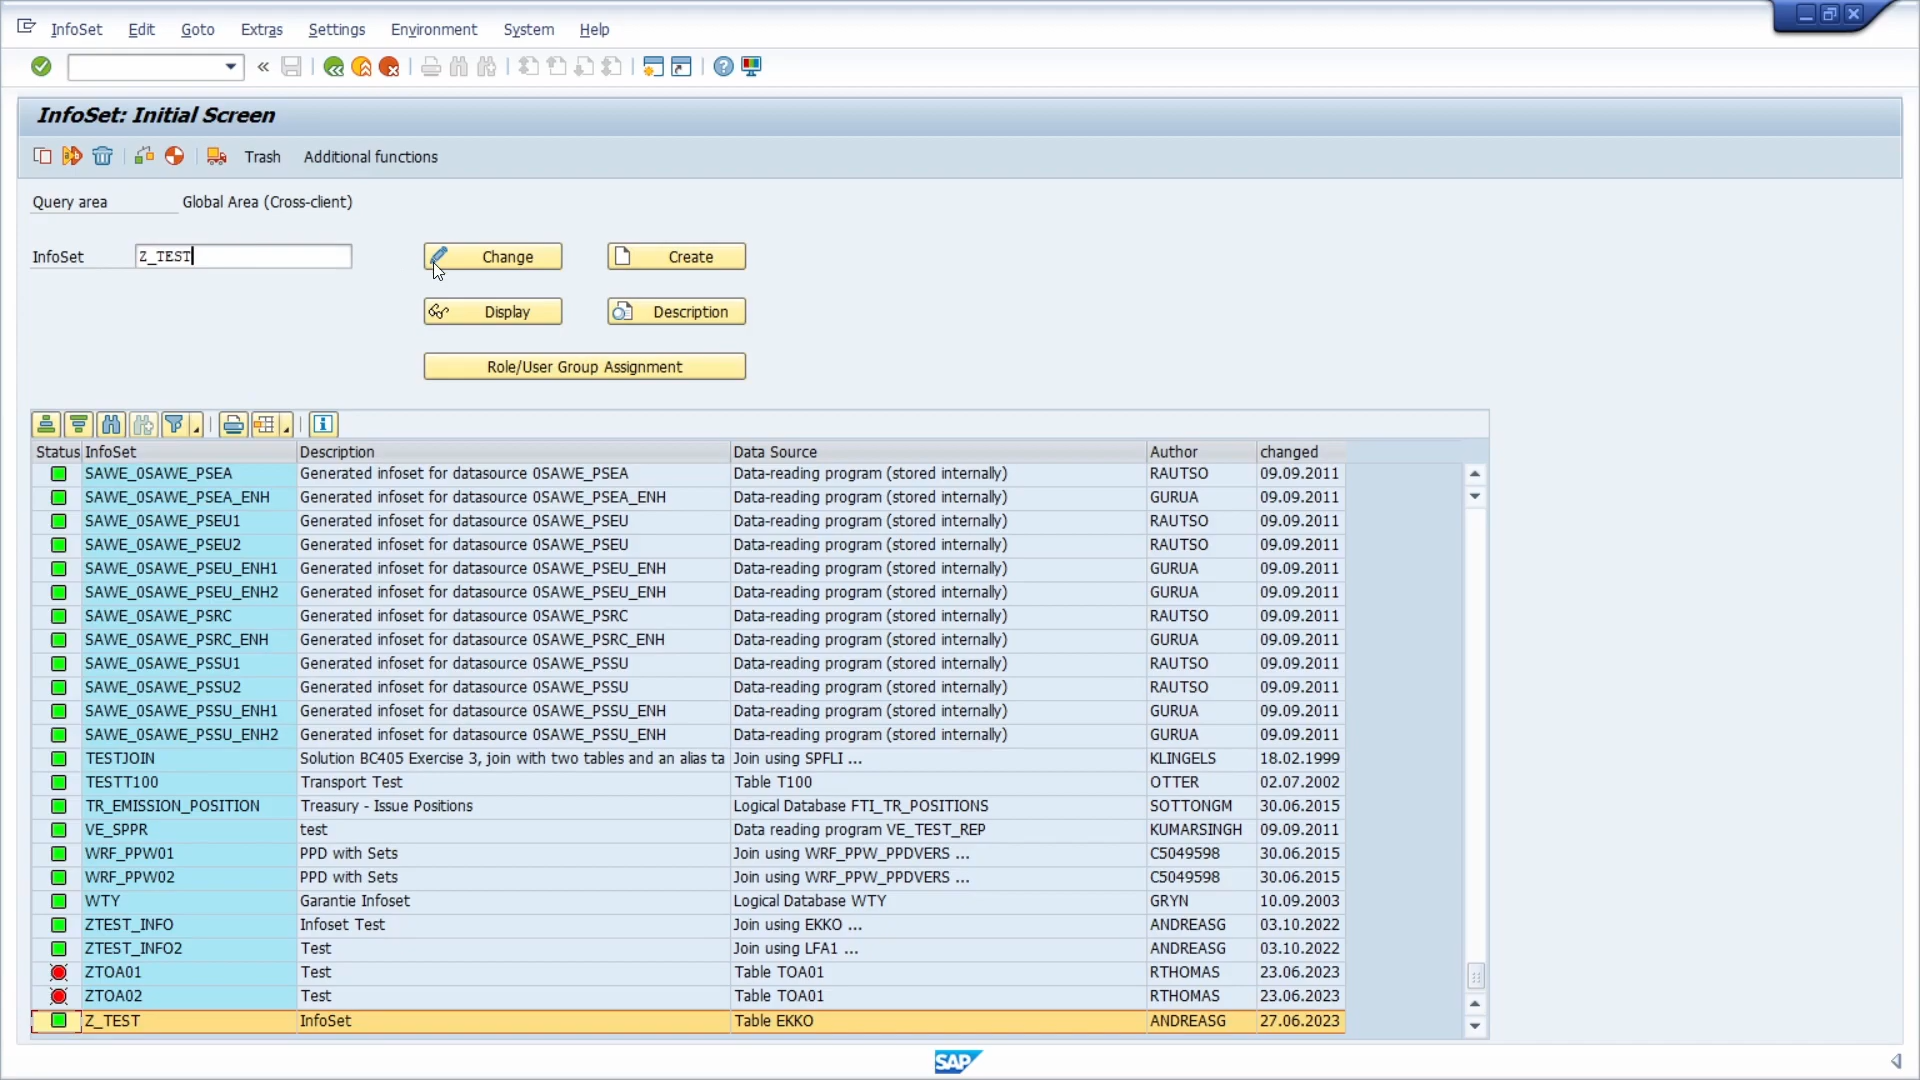 InfoSet Edit Goto Extras Settings Environment System Help
InfoSet: Initial Screen
Trash Additional functions
Query area Global Area (Cross-client)
InfoSet Z_TEST Change Create
Display Description
Role/User Group Assignment
Status InfoSet Description Data Source Author changed
SAWE_0SAWE_PSEA Generated infoset for datasource 0SAWE_PSEA Data-reading program (stored internally) RAUTSO 09.09.2011
SAWE_0SAWE_PSEA_ENH Generated infoset for datasource 0SAWE_PSEA_ENH Data-reading program (stored internally) GURUA 09.09.2011
SAWE_0SAWE_PSEU1 Generated infoset for datasource 0SAWE_PSEU Data-reading program (stored internally) RAUTSO 09.09.2011
SAWE_0SAWE_PSEU2 Generated infoset for datasource 0SAWE_PSEU Data-reading program (stored internally) RAUTSO 09.09.2011
SAWE_0SAWE_PSEU_ENH1 Generated infoset for datasource 0SAWE_PSEU_ENH Data-reading program (stored internally) GURUA 09.09.2011
SAWE_0SAWE_PSEU_ENH2 Generated infoset for datasource 0SAWE_PSEU_ENH Data-reading program (stored internally) GURUA 09.09.2011
SAWE_0SAWE_PSRC Generated infoset for datasource 0SAWE_PSRC Data-reading program (stored internally) RAUTSO 09.09.2011
SAWE_0SAWE_PSRC_ENH Generated infoset for datasource 0SAWE_PSRC_ENH Data-reading program (stored internally) GURUA 09.09.2011
SAWE_0SAWE_PSSU1 Generated infoset for datasource 0SAWE_PSSU Data-reading program (stored internally) RAUTSO 09.09.2011
SAWE_0SAWE_PSSU2 Generated infoset for datasource 0SAWE_PSSU Data-reading program (stored internally) RAUTSO 09.09.2011
SAWE_0SAWE_PSSU_ENH1 Generated infoset for datasource 0SAWE_PSSU_ENH Data-reading program (stored internally) GURUA 09.09.2011
SAWE_0SAWE_PSSU_ENH2 Generated infoset for datasource 0SAWE_PSSU_ENH Data-reading program (stored internally) GURUA 09.09.2011
TESTJOIN Solution BC405 Exercise 3, join with two tables and an alias ta Join using SPFLI ... KLINGELS 18.02.1999
TESTT100 Transport Test Table T100 OTTER 02.07.2002
TR_EMISSION_POSITION Treasury - Issue Positions Logical Database FTI_TR_POSITIONS SOTTONGM 30.06.2015
VE_SPPR test Data reading program VE_TEST_REP KUMARSINGH 09.09.2011
WRF_PPW01 PPD with Sets Join using WRF_PPW_PPDVERS ... C5049598 30.06.2015
WRF_PPW02 PPD with Sets Join using WRF_PPW_PPDVERS ... C5049598 30.06.2015
WTY Garantie Infoset Logical Database WTY GRYN 10.09.2003
ZTEST_INFO Infoset Test Join using EKKO ... ANDREASG 03.10.2022
ZTEST_INFO2 Test Join using LFA1 ... ANDREASG 03.10.2022
ZTOA01 Test Table TOA01 RTHOMAS 23.06.2023
ZTOA02 Test Table TOA01 RTHOMAS 23.06.2023
Z_TEST InfoSet Table EKKO ANDREASG 27.06.2023
SAP